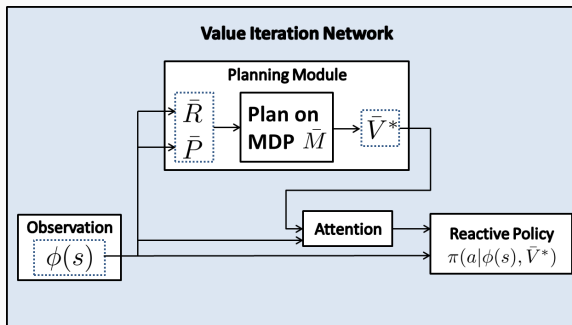 Value Iteration Network
Planning Module
R̄
P̄
Plan on
MDP M̄
V̄*
Observation
ϕ(s)
Attention
Reactive Policy
π(a|ϕ(s), V̄*)